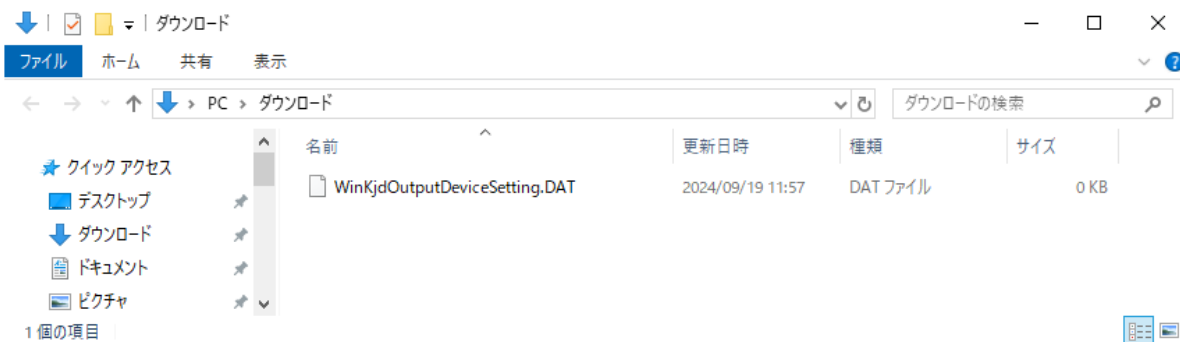 ダウンロード
ファイル ホーム 共有 表示
PC > ダウンロード ダウンロードの検索
名前 更新日時 種類 サイズ
クイック アクセス
WinKjdOutputDeviceSetting.DAT 2024/09/19 11:57 DAT ファイル 0 KB
デスクトップ
ダウンロード
ドキュメント
ピクチャ
1 個の項目